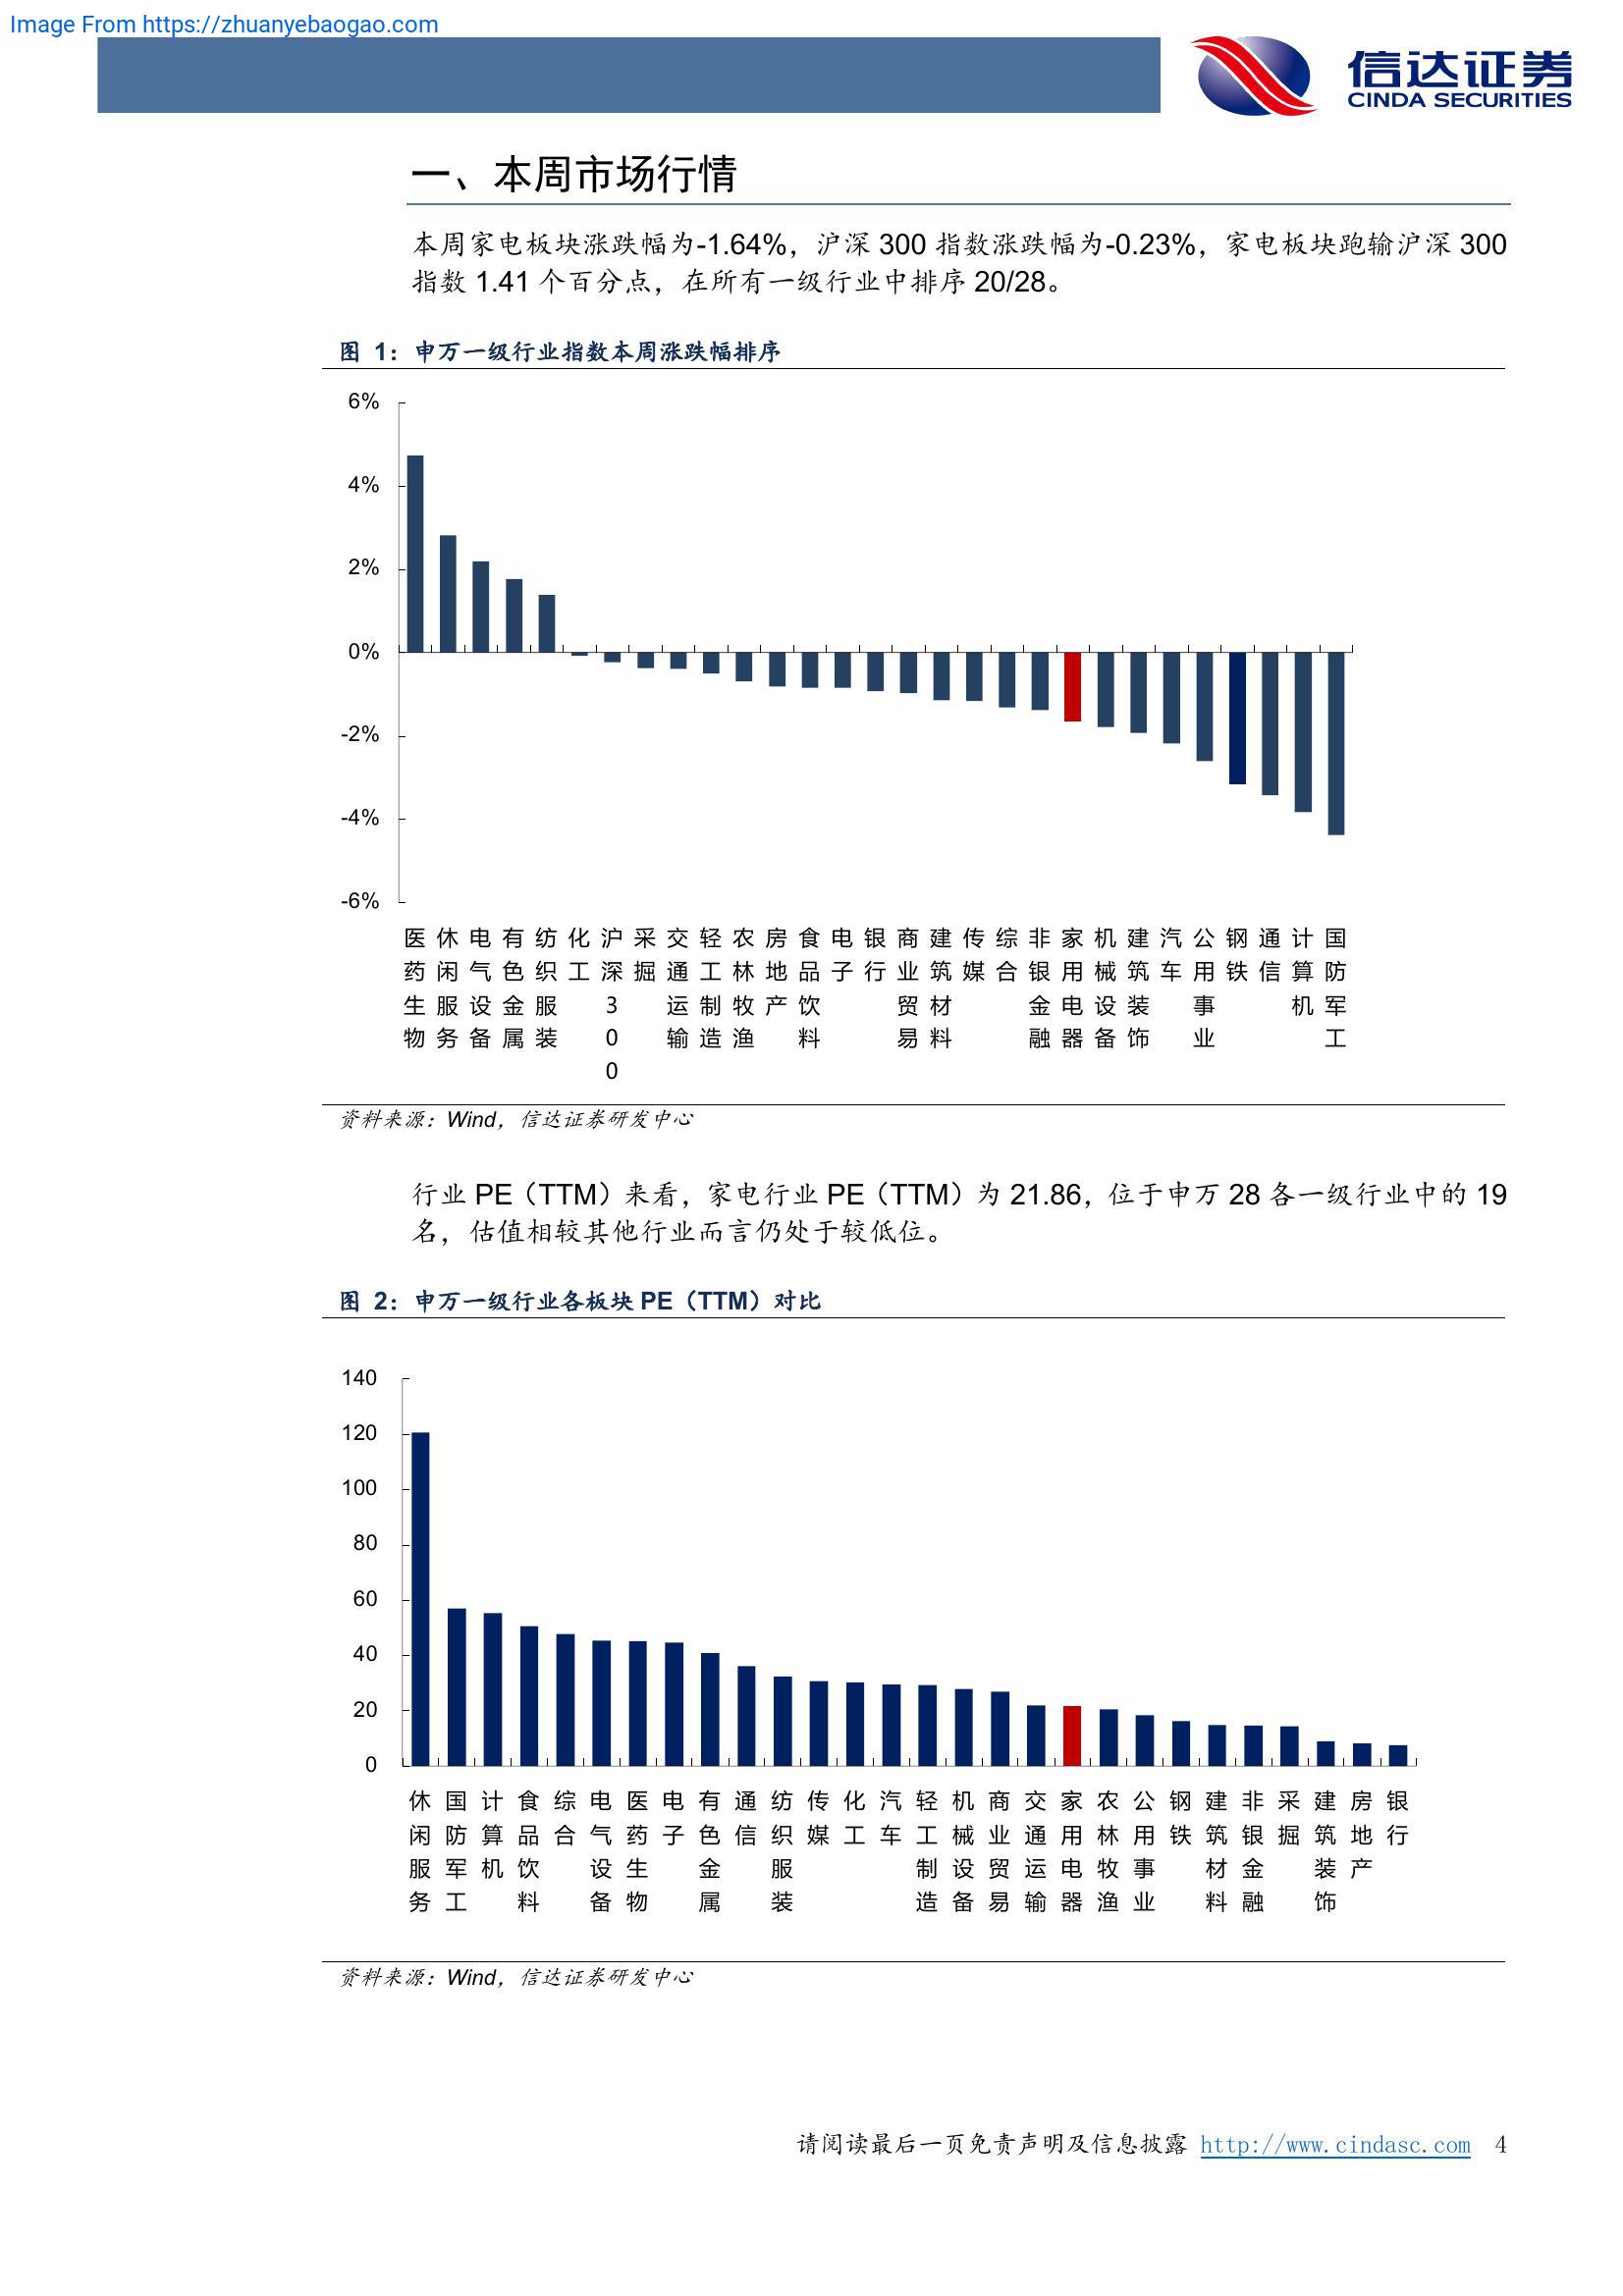 Image From https://zhuanyebaogao.com
信达证券
CINDA SECURITIES
一、本周市场行情
本周家电板块涨跌幅为-1.64%，沪深 300 指数涨跌幅为-0.23%，家电板块跑输沪深 300
指数 1.41 个百分点，在所有一级行业中排序 20/28。
图 1：申万一级行业指数本周涨跌幅排序
6%
4%
2%
0%
-2%
-4%
-6%
医药生物
休闲服务
电气设备
有色金属
纺织服装
化工
沪深300
采掘
交通运输
轻工制造
农林牧渔
房地产
食品饮料
电子
银行
商业贸易
建筑材料
传媒
综合
非银金融
家用电器
机械设备
建筑装饰
汽车
公用事业
钢铁
通信
计算机
国防军工
资料来源：Wind，信达证券研发中心
行业 PE（TTM）来看，家电行业 PE（TTM）为 21.86，位于申万 28 各一级行业中的 19
名，估值相较其他行业而言仍处于较低位。
图 2：申万一级行业各板块 PE（TTM）对比
140
120
100
80
60
40
20
0
休闲服务
国防军工
计算机
食品饮料
综合
电气设备
医药生物
电子
有色金属
通信
纺织服装
传媒
化工
汽车
轻工制造
机械设备
商业贸易
交通运输
家用电器
农林牧渔
公用事业
钢铁
建筑材料
非银金融
采掘
建筑装饰
房地产
银行
资料来源：Wind，信达证券研发中心
请阅读最后一页免责声明及信息披露 http://www.cindasc.com 4